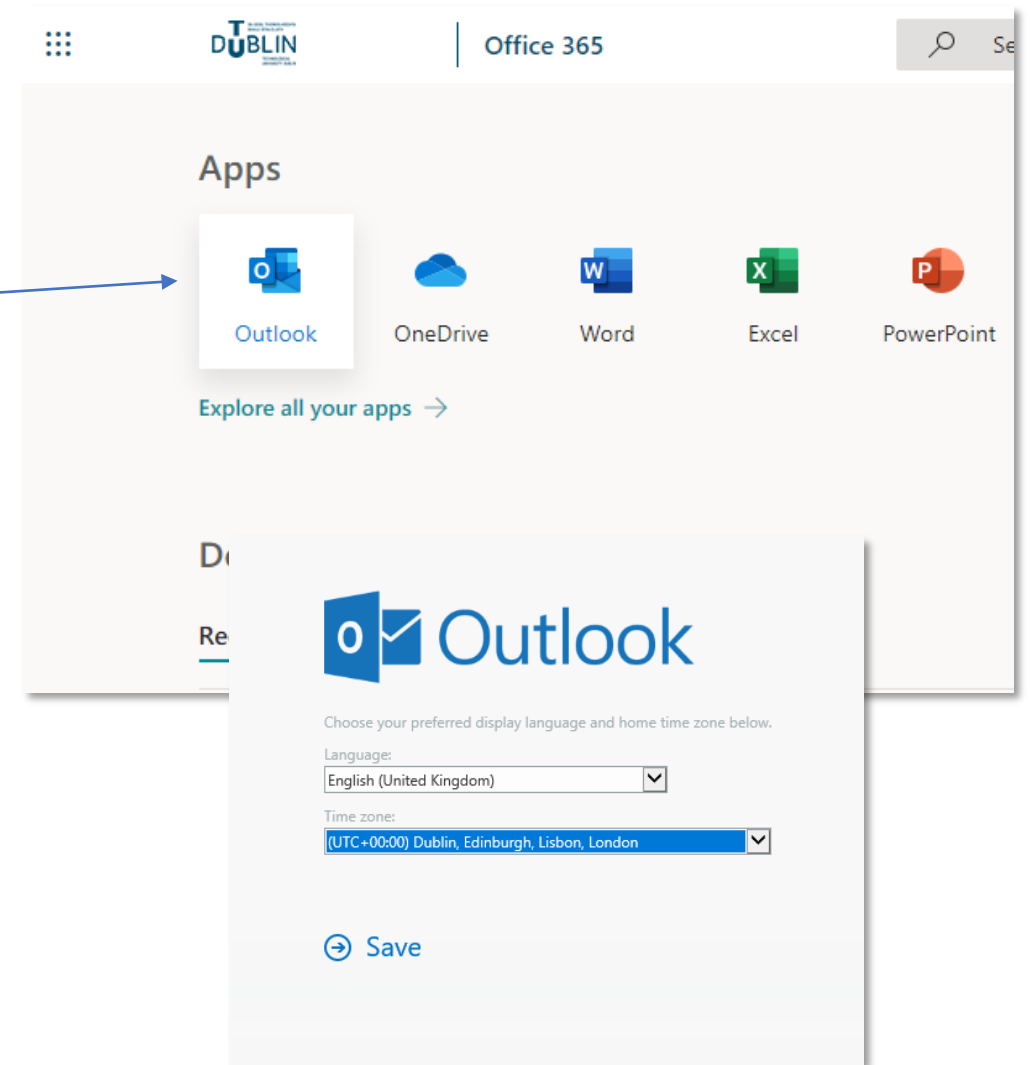 DUBLIN
Office 365
Se
Apps
Outlook
OneDrive
Word
Excel
PowerPoint
Explore all your apps →
Re
Outlook
Choose your preferred display language and home time zone below.
Language:
English (United Kingdom)
Time zone:
(UTC+00:00) Dublin, Edinburgh, Lisbon, London
Save